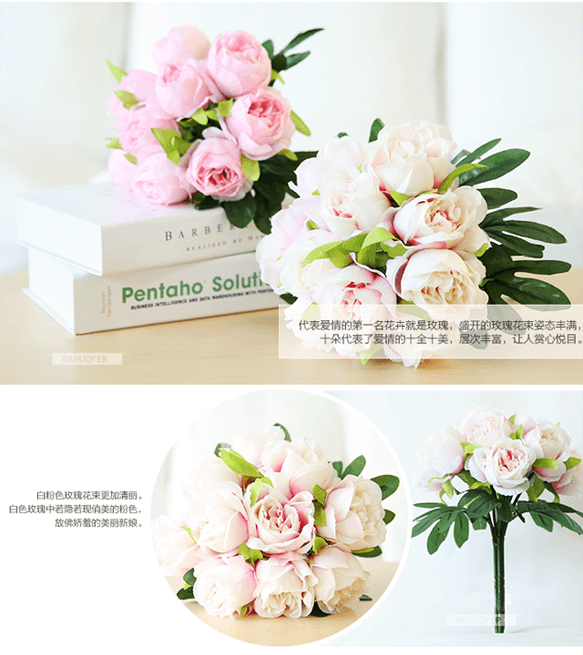 BARBER
REALIZED BY HA
Pentaho Soluti
BUSINESS INTELLIGENCE AND DATA WAREHOUSING WITH PENTAHO
代表爱情的第一名花卉就是玫瑰，盛开的玫瑰花束姿态丰满，
十朵代表了爱情的十全十美，层次丰富，让人赏心悦目。
BAIIUQFER
白粉色玫瑰花束更加清丽。
白色玫瑰中若隐若现俏美的粉色，
放佛娇羞的美丽新娘。